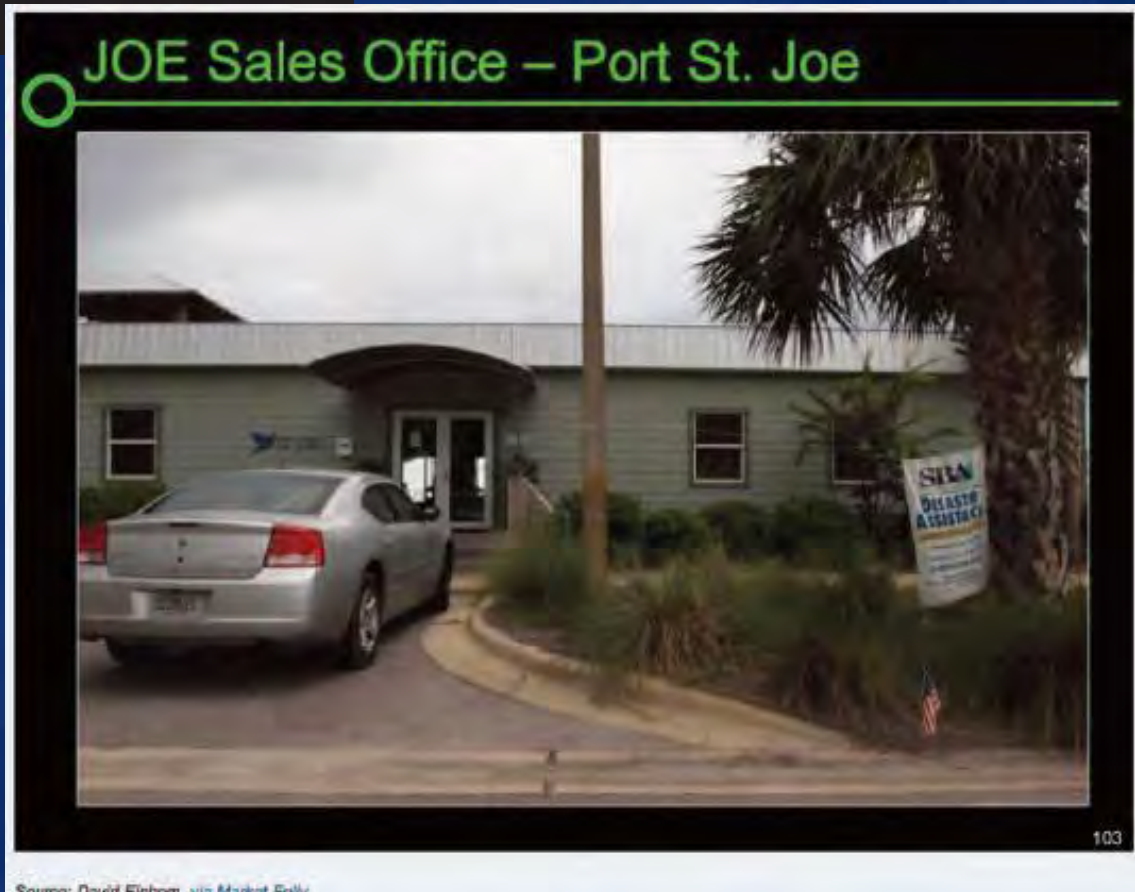 JOE Sales Office – Port St. Joe
SBA
DISASTER
ASSISTANCE
103
Source: David Einhorn, via Market Folly